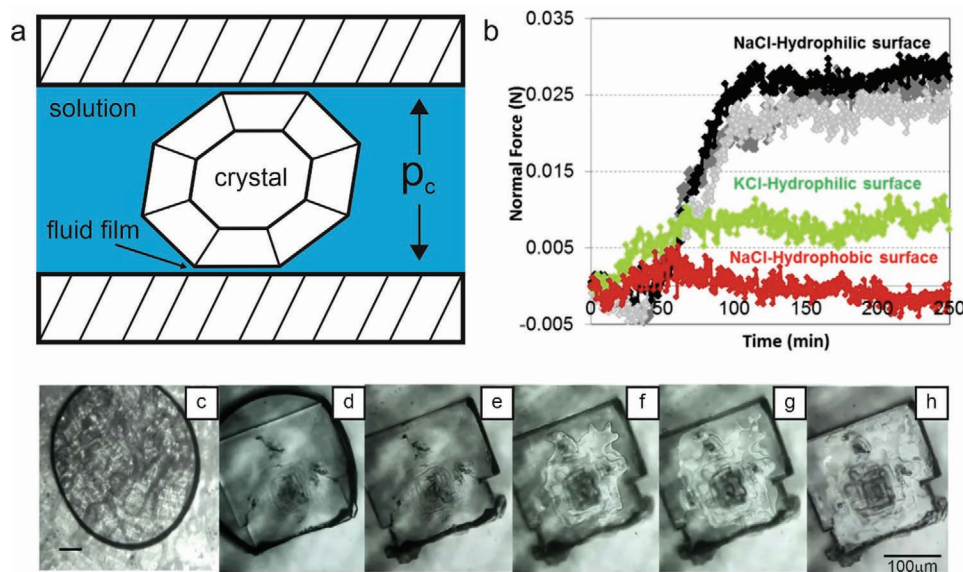 a
solution
crystal
pc
fluid film
b
0.035
0.025
0.015
0.005
-0.005
Normal Force (N)
NaCl-Hydrophilic surface
KCl-Hydrophilic surface
NaCl-Hydrophobic surface
0 50 100 150 200 250
Time (min)
c d e f g h
100μm